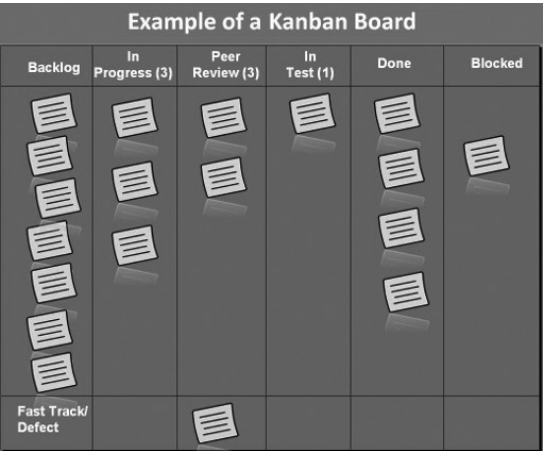 Example of a Kanban Board
Backlog
In
Progress (3)
Peer
Review (3)
In
Test (1)
Done
Blocked
Fast Track/
Defect